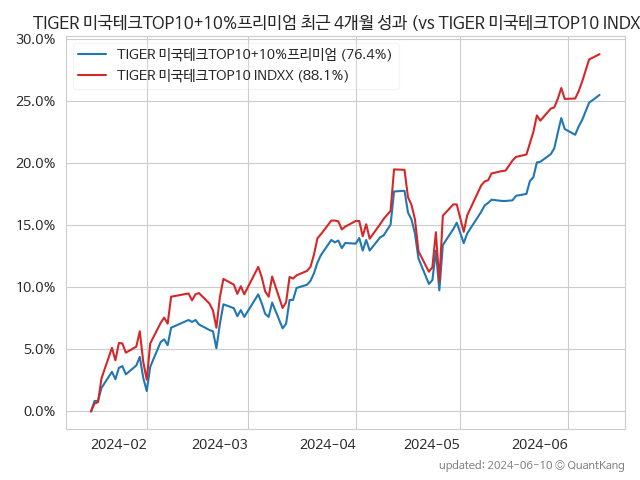 TIGER 미국테크TOP10+10%프리미엄 최근 4개월 성과 (vs TIGER 미국테크TOP10 INDX
30.0%
TIGER 미국테크TOP10+10%프리미엄 (76.4%)
TIGER 미국테크TOP10 INDXX (88.1%)
25.0%
20.0%
15.0%
10.0%
5.0%
0.0%
2024-02 2024-03 2024-04 2024-05 2024-06
updated: 2024-06-10 © QuantKang